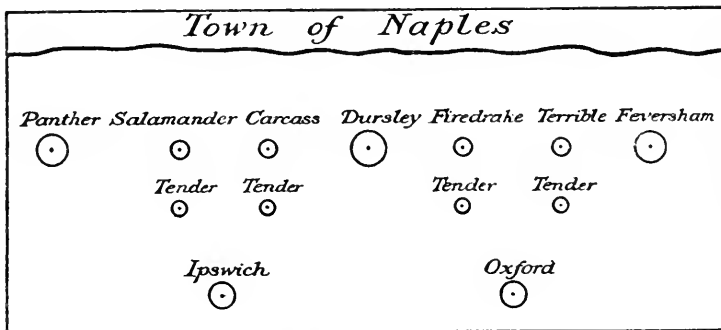 Town of Naples
Panther Salamander Carcass Dursley Firedrake Terrible Feversham
Tender Tender Tender Tender
Ipswich Oxford